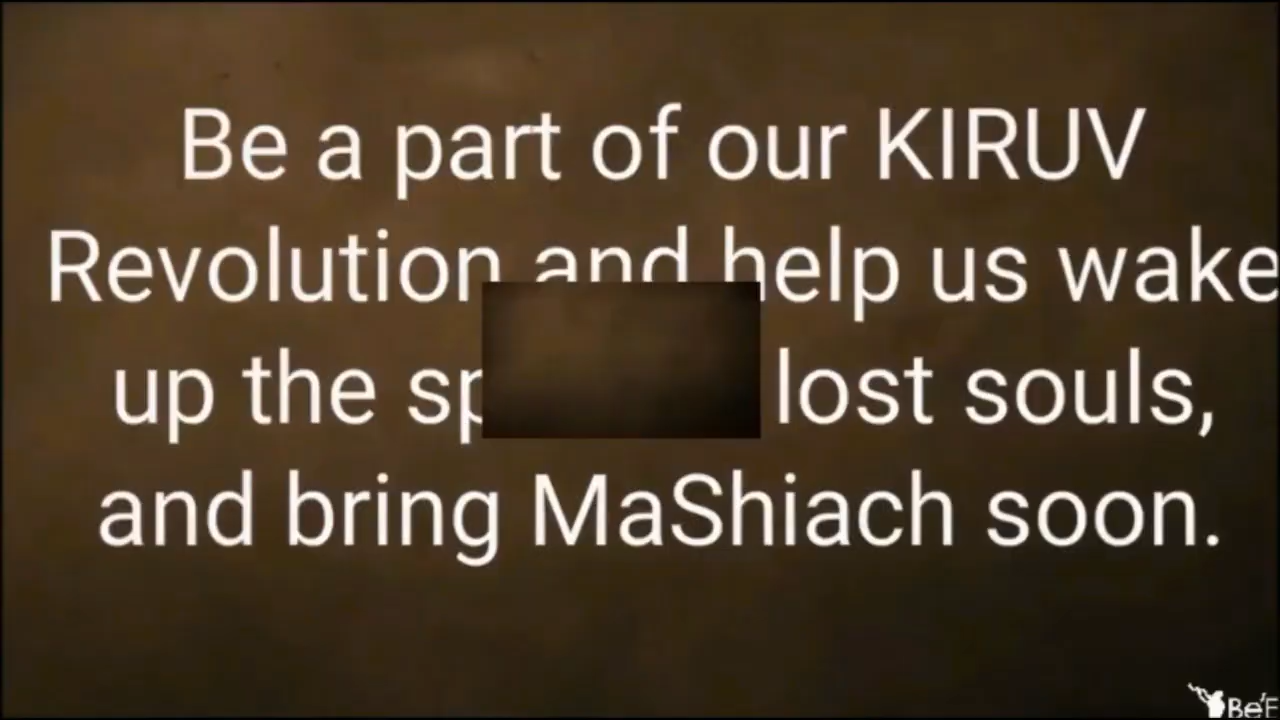 Be a part of our KIRUV
Revolution and help us wake
up the lost souls,
and bring MaShiach soon.